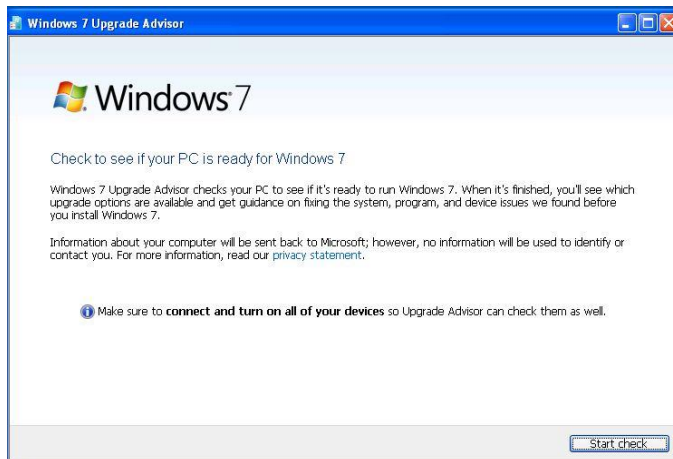 Windows 7 Upgrade Advisor
Windows 7
Check to see if your PC is ready for Windows 7
Windows 7 Upgrade Advisor checks your PC to see if it's ready to run Windows 7. When it's finished, you'll see which
upgrade options are available and get guidance on fixing the system, program, and device issues we found before
you install Windows 7.
Information about your computer will be sent back to Microsoft; however, no information will be used to identify or
contact you. For more information, read our privacy statement.
Make sure to connect and turn on all of your devices so Upgrade Advisor can check them as well.
Start check